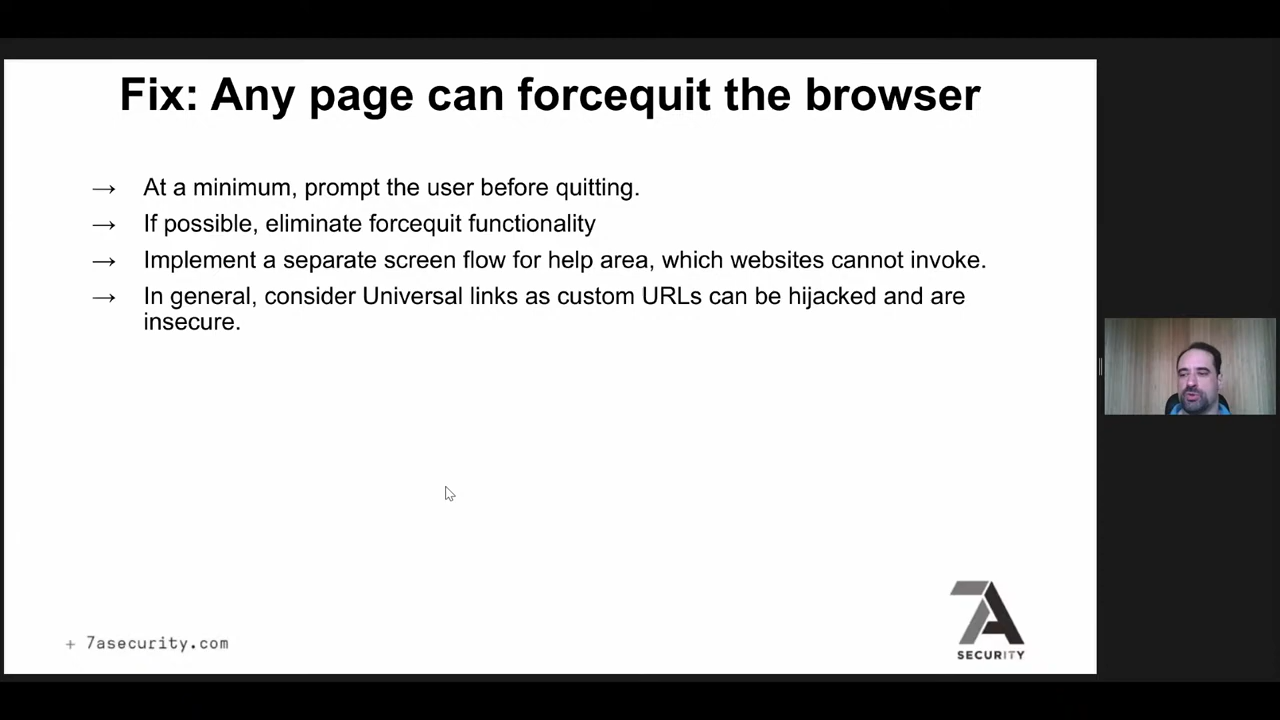 Fix: Any page can forcequit the browser
→ At a minimum, prompt the user before quitting.
→ If possible, eliminate forcequit functionality
→ Implement a separate screen flow for help area, which websites cannot invoke.
→ In general, consider Universal links as custom URLs can be hijacked and are
insecure.
+ 7asecurity.com
7A
SECURITY